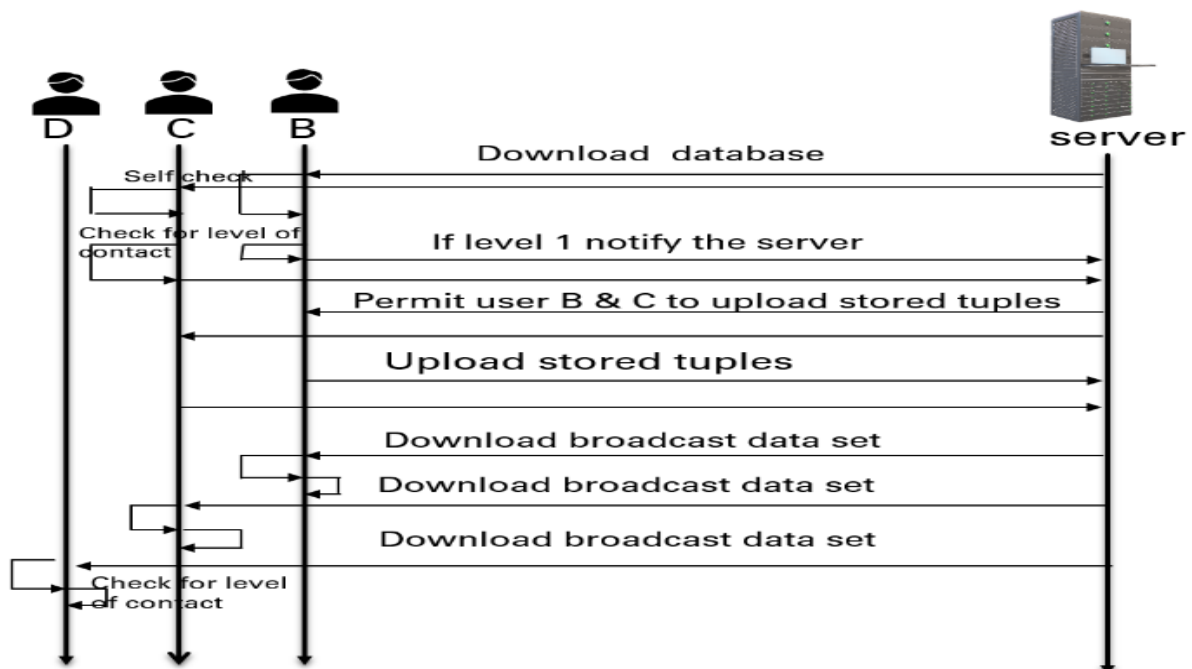 D
C
B
server
Download database
Self check
Check for level of
contact
If level 1 notify the server
Permit user B & C to upload stored tuples
Upload stored tuples
Download broadcast data set
Download broadcast data set
Download broadcast data set
Check for level
of contact